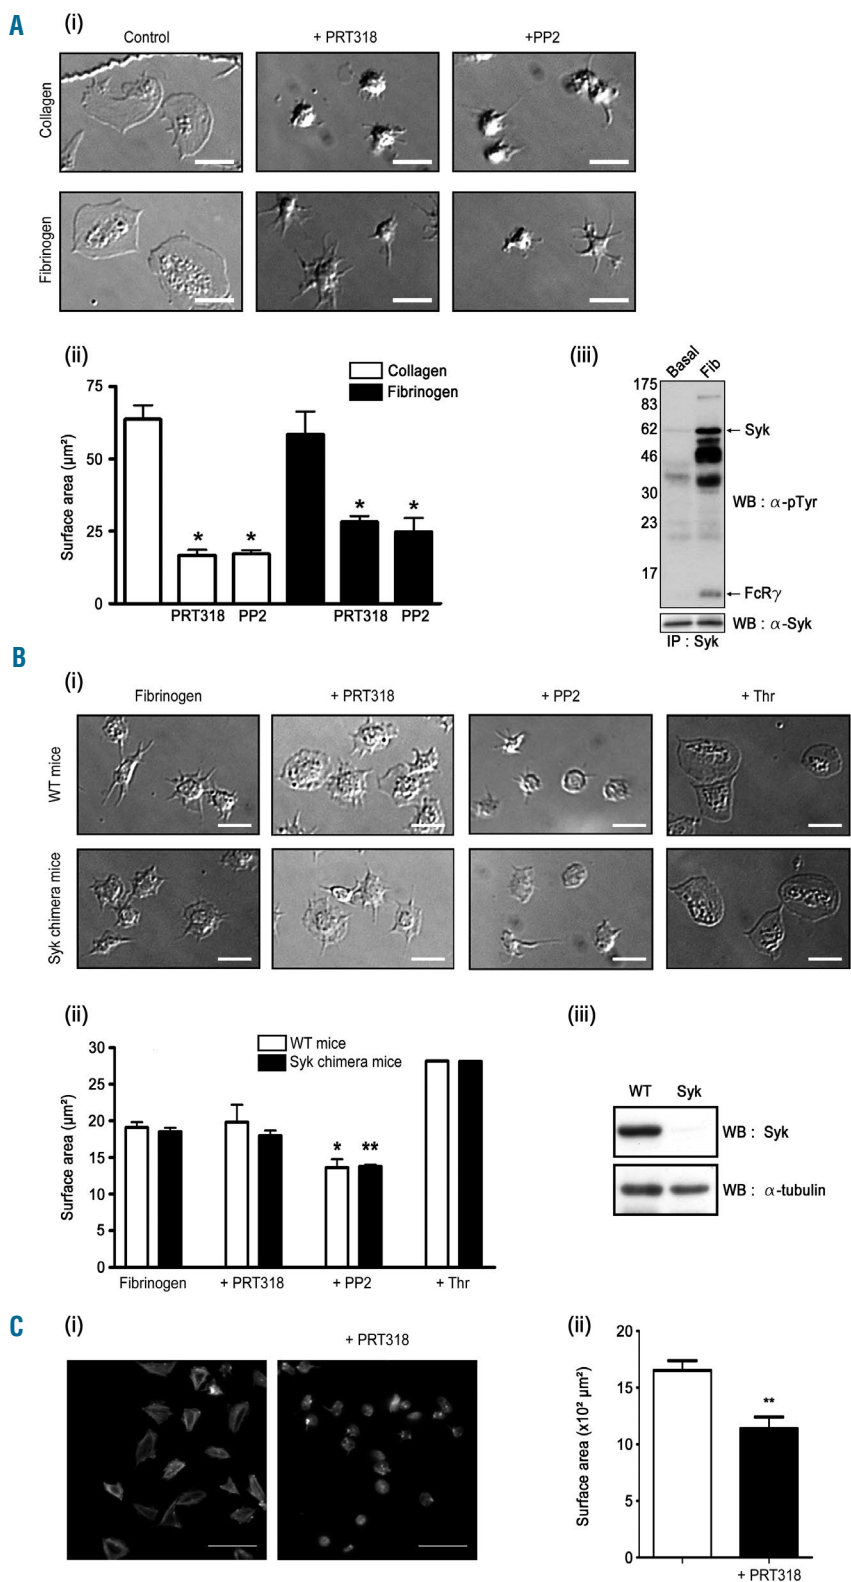 A
(i)
Control
+ PRT318
+PP2
Collagen
Fibrinogen
(ii)
Collagen
Fibrinogen
Surface area (μm²)
75
50
25
0
*
*
*
*
PRT318
PP2
PRT318
PP2
(iii)
Basal
Fib
175
83
62
46
30
23
17
Syk
WB : α-pTyr
FcRγ
WB : α-Syk
IP : Syk
B
(i)
Fibrinogen
+ PRT318
+ PP2
+ Thr
WT mice
Syk chimera mice
(ii)
WT mice
Syk chimera mice
Surface area (μm²)
30
25
20
15
10
5
0
*
**
Fibrinogen
+ PRT318
+ PP2
+ Thr
(iii)
WT
Syk
WB : Syk
WB : α-tubulin
C
(i)
+ PRT318
(ii)
Surface area (x10² μm²)
20
15
10
5
0
**
+ PRT318